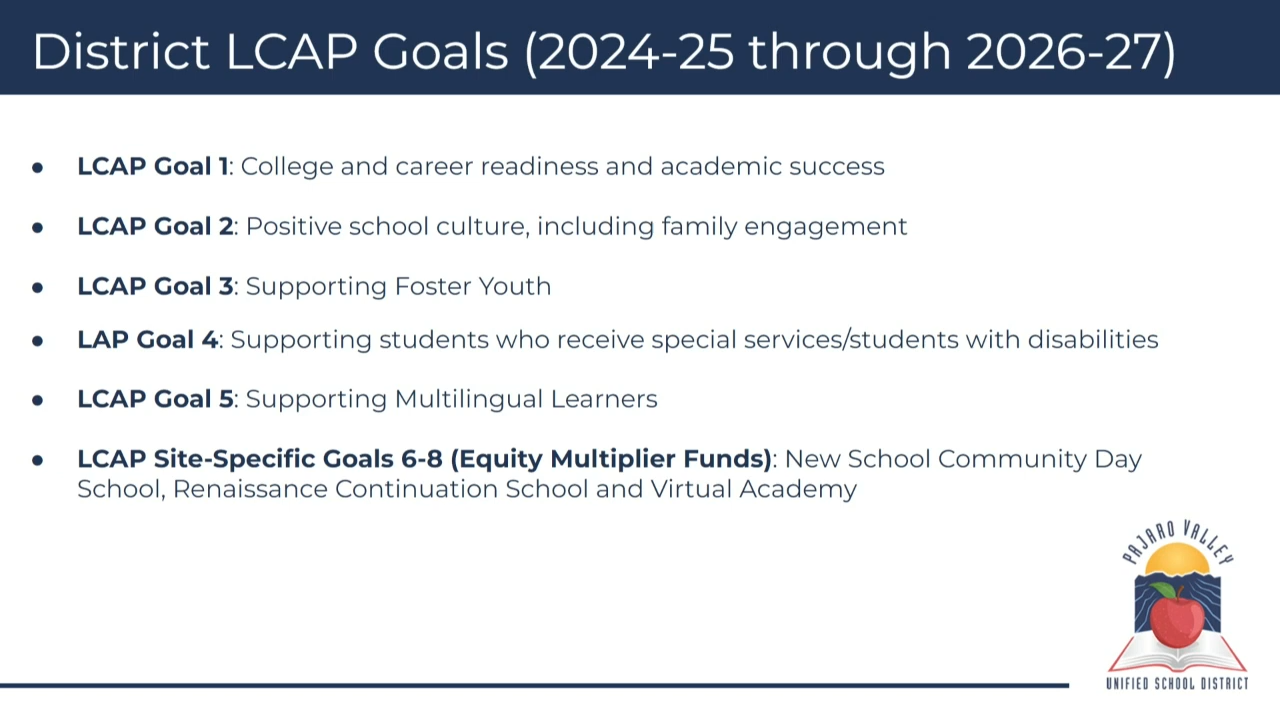 District LCAP Goals (2024-25 through 2026-27)
● LCAP Goal 1: College and career readiness and academic success
● LCAP Goal 2: Positive school culture, including family engagement
● LCAP Goal 3: Supporting Foster Youth
● LAP Goal 4: Supporting students who receive special services/students with disabilities
● LCAP Goal 5: Supporting Multilingual Learners
● LCAP Site-Specific Goals 6-8 (Equity Multiplier Funds): New School Community Day
School, Renaissance Continuation School and Virtual Academy
PAJARO VALLEY
UNIFIED SCHOOL DISTRICT